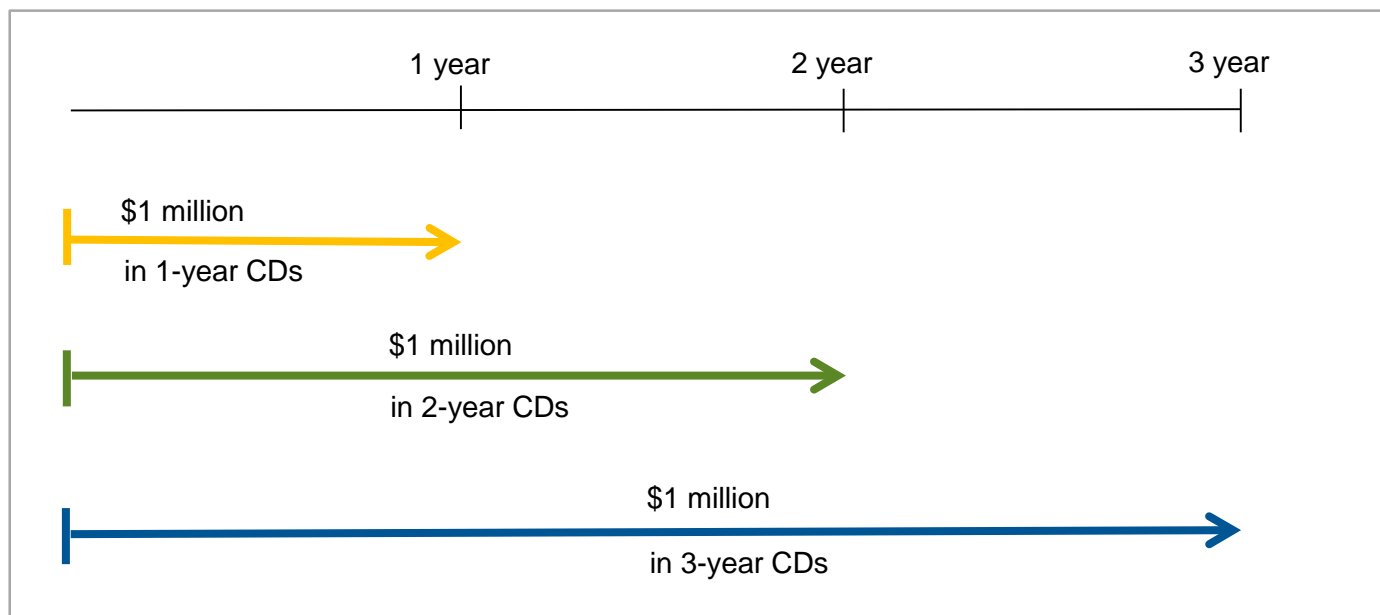 1 year
2 year
3 year
$1 million
in 1-year CDs
$1 million
in 2-year CDs
$1 million
in 3-year CDs